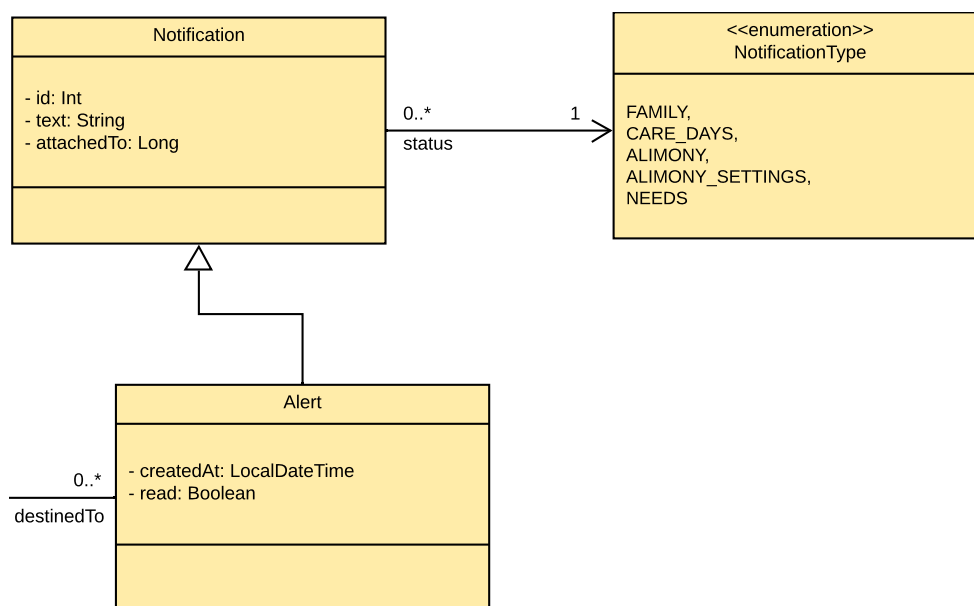 Notification
- id: Int
- text: String
- attachedTo: Long
0..*
1
status
<<enumeration>>
NotificationType
FAMILY,
CARE_DAYS,
ALIMONY,
ALIMONY_SETTINGS,
NEEDS
Alert
- createdAt: LocalDateTime
- read: Boolean
0..*
destinedTo